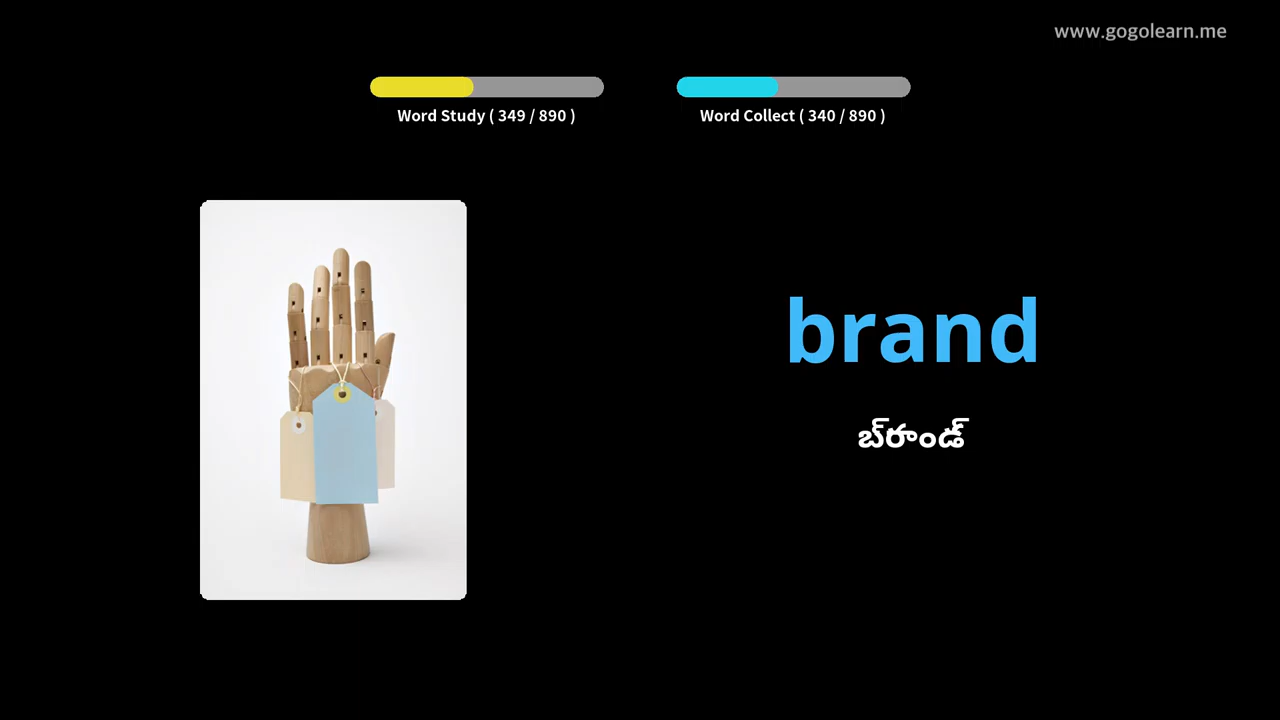 www.gogolearn.me
Word Study ( 349 / 890 )
Word Collect ( 340 / 890 )
brand
బ్‌రాండ్